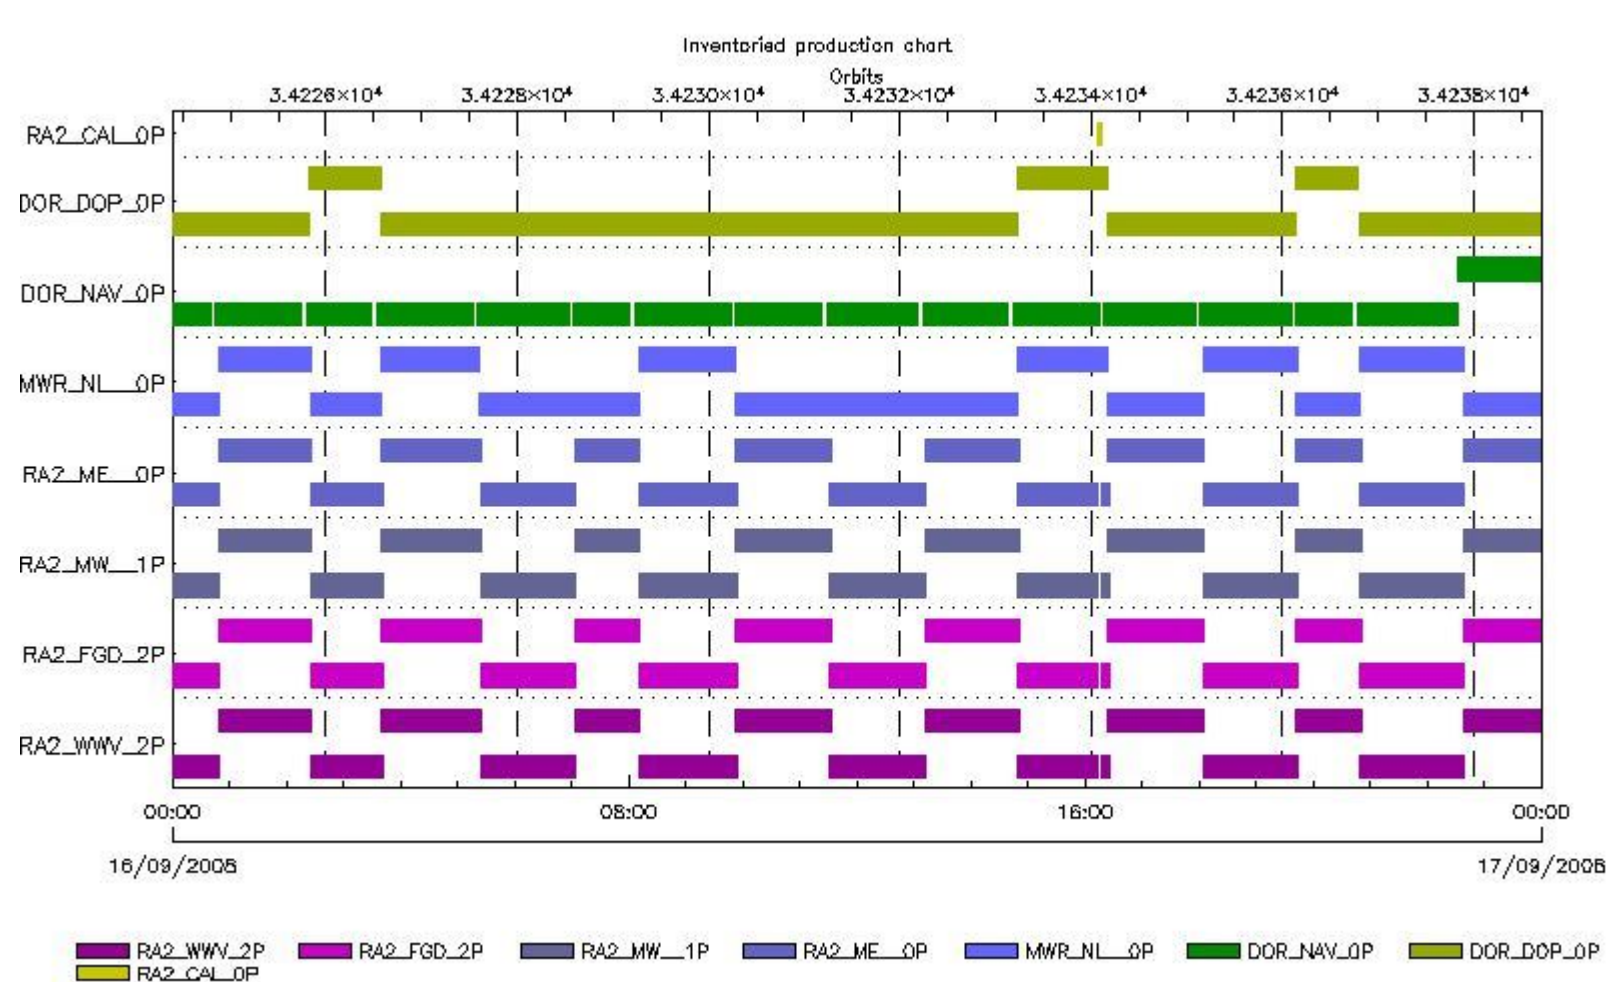 Inventoried production chart
Orbits
3.4226×10⁴ 3.4228×10⁴ 3.4230×10⁴ 3.4232×10⁴ 3.4234×10⁴ 3.4236×10⁴ 3.4238×10⁴
RA2_CAL_0P
DOR_DOP_0P
DOR_NAV_0P
MWR_NL__0P
RA2_ME__0P
RA2_MW__1P
RA2_FGD_2P
RA2_WWV_2P
00:00 08:00 16:00 00:00
16/09/2008 17/09/2008
RA2_WWV_2P RA2_FGD_2P RA2_MW__1P RA2_ME__0P MWR_NL__0P DOR_NAV_0P DOR_DOP_0P
RA2_CAL_0P